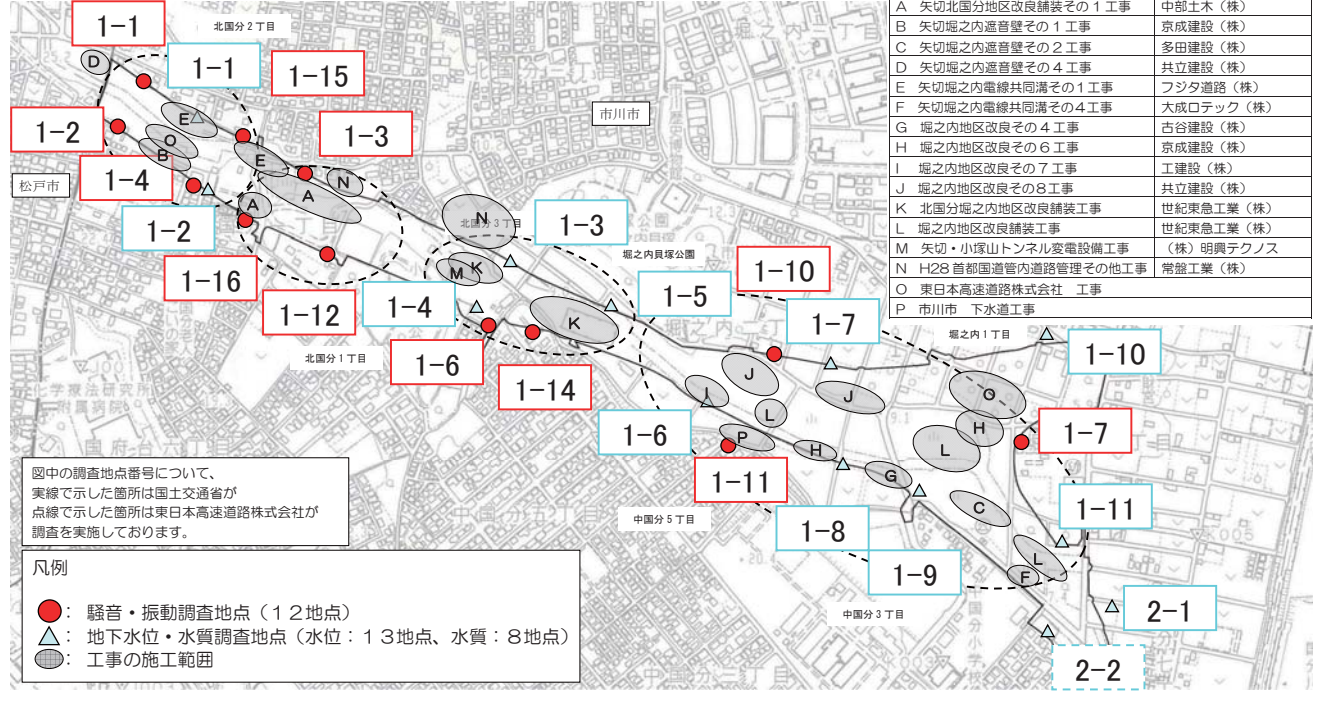 A 矢切北国分地区改良舗装その1工事 中部土木（株）
B 矢切堀之内遮音壁その1工事 京成建設（株）
C 矢切堀之内遮音壁その2工事 多田建設（株）
D 矢切堀之内遮音壁その4工事 共立建設（株）
E 矢切堀之内電線共同溝その1工事 フジタ道路（株）
F 矢切堀之内電線共同溝その4工事 大成ロテック（株）
G 堀之内地区改良その4工事 古谷建設（株）
H 堀之内地区改良その6工事 京成建設（株）
I 堀之内地区改良その7工事 工建設（株）
J 堀之内地区改良その8工事 共立建設（株）
K 北国分堀之内地区改良舗装工事 世紀東急工業（株）
L 堀之内地区改良舗装工事 世紀東急工業（株）
M 矢切・小塚山トンネル変電設備工事 （株）明興テクノス
N H28首都国道管内道路管理その他工事 常盤工業（株）
O 東日本高速道路株式会社 工事
P 市川市 下水道工事
北国分2丁目
1-1
D
1-1
1-15
市川市
1-2
E
O
B
1-3
1-4
E
N
松戸市
A
A
N
北国分3丁目
1-3
1-2
堀之内貝塚公園
1-16
M
K
1-10
1-5
1-12
1-4
K
1-7
堀之内1丁目
北国分1丁目
1-6
1-10
1-14
J
I
J
O
L
1-6
H
P
H
L
1-7
1-11
G
中国分5丁目
C
1-11
1-8
L
1-9
F
中国分3丁目
2-1
2-2
図中の調査地点番号について、
実線で示した箇所は国土交通省が
点線で示した箇所は東日本高速道路株式会社が
調査を実施しております。
凡例
：騒音・振動調査地点（12地点）
：地下水位・水質調査地点（水位：13地点、水質：8地点）
：工事の施工範囲